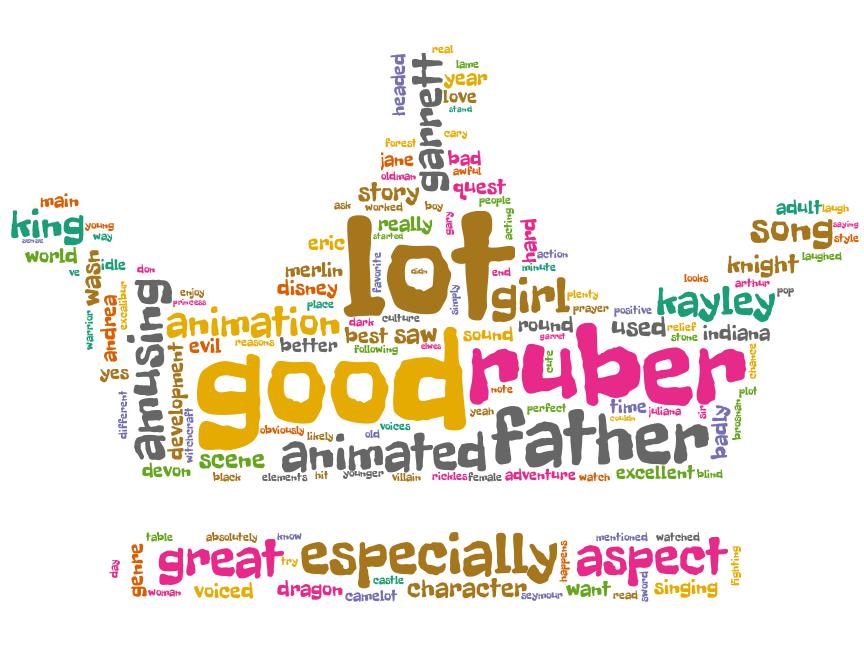 real
headed
lame
garrett
year
love
stand
forest
cary
jane
bad
oldman
awful
story
quest
ask
worked
boy
people
main
king
young
way
world
ve
idle
wasn
don
adult
laugh
song
saying
style
laughed
knight
looks
arthur
pop
really
started
gary
acting
hard
eric
lot
action
merlin
favorite
didn
end
minute
disney
simply
girl
plenty
place
prayer
positive
kayley
enjoy
princess
excalibur
andrea
warrior
amusing
animation
dark
culture
best
saw
sound
round
garret
used
relief
stone
indiana
evil
reasons
better
following
elwes
yes
development
good
ruber
cute
chance
note
plot
different
witchcraft
yeah
perfect
father
time
juliana
couldn
sir
badly
brosnan
obviously
likely
old
voices
animated
devon
scene
black
elements
hit
younger
villain
rickles
female
adventure
watch
excellent
blind
table
absolutely
know
mentioned
watched
day
genre
great
try
especially
happens
aspect
fighting
woman
voiced
dragon
castle
camelot
character
seymour
want
read
sword
singing